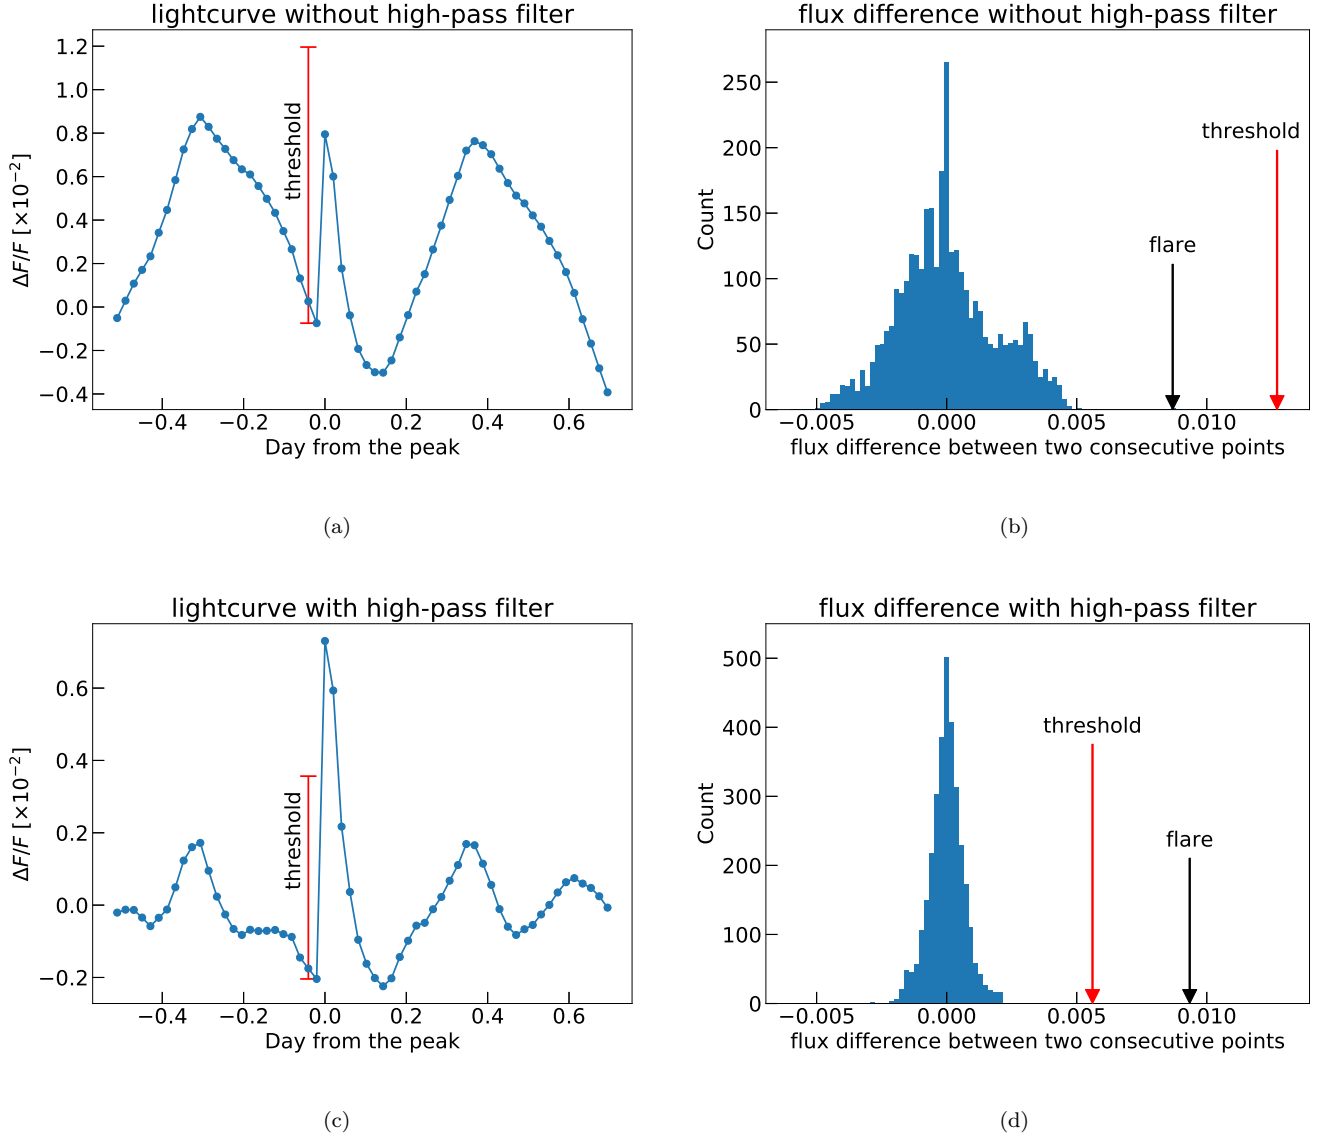 lightcurve without high-pass filter
1.2
1.0
0.8
0.6
0.4
0.2
0.0
−0.2
−0.4
ΔF/F [×10⁻²]
threshold
−0.4 −0.2 0.0 0.2 0.4 0.6
Day from the peak
(a)
flux difference without high-pass filter
250
200
150
100
50
0
Count
threshold
flare
−0.005 0.000 0.005 0.010
flux difference between two consecutive points
(b)
lightcurve with high-pass filter
0.6
0.4
0.2
0.0
−0.2
ΔF/F [×10⁻²]
threshold
−0.4 −0.2 0.0 0.2 0.4 0.6
Day from the peak
(c)
flux difference with high-pass filter
500
400
300
200
100
0
Count
threshold
flare
−0.005 0.000 0.005 0.010
flux difference between two consecutive points
(d)